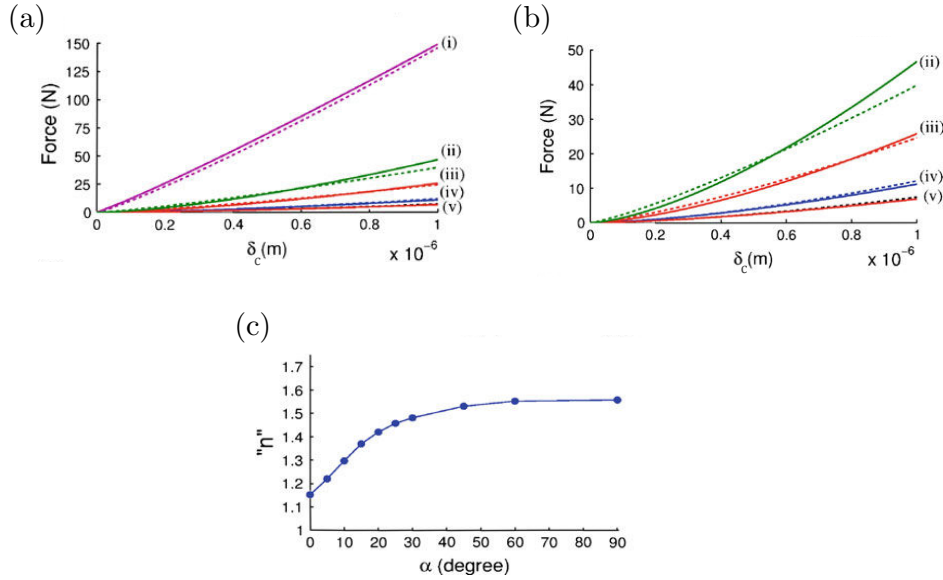 (a)
150
125
100
75
50
25
0
Force (N)
(i)
(ii)
(iii)
(iv)
(v)
0 0.2 0.4 0.6 0.8 1
δc(m) x 10-6
(b)
50
40
30
20
10
0
Force (N)
(ii)
(iii)
(iv)
(v)
0 0.2 0.4 0.6 0.8 1
δc(m) x 10-6
(c)
1.7
1.6
1.5
1.4
1.3
1.2
1.1
1
"n"
0 10 20 30 40 50 60 70 80 90
α (degree)